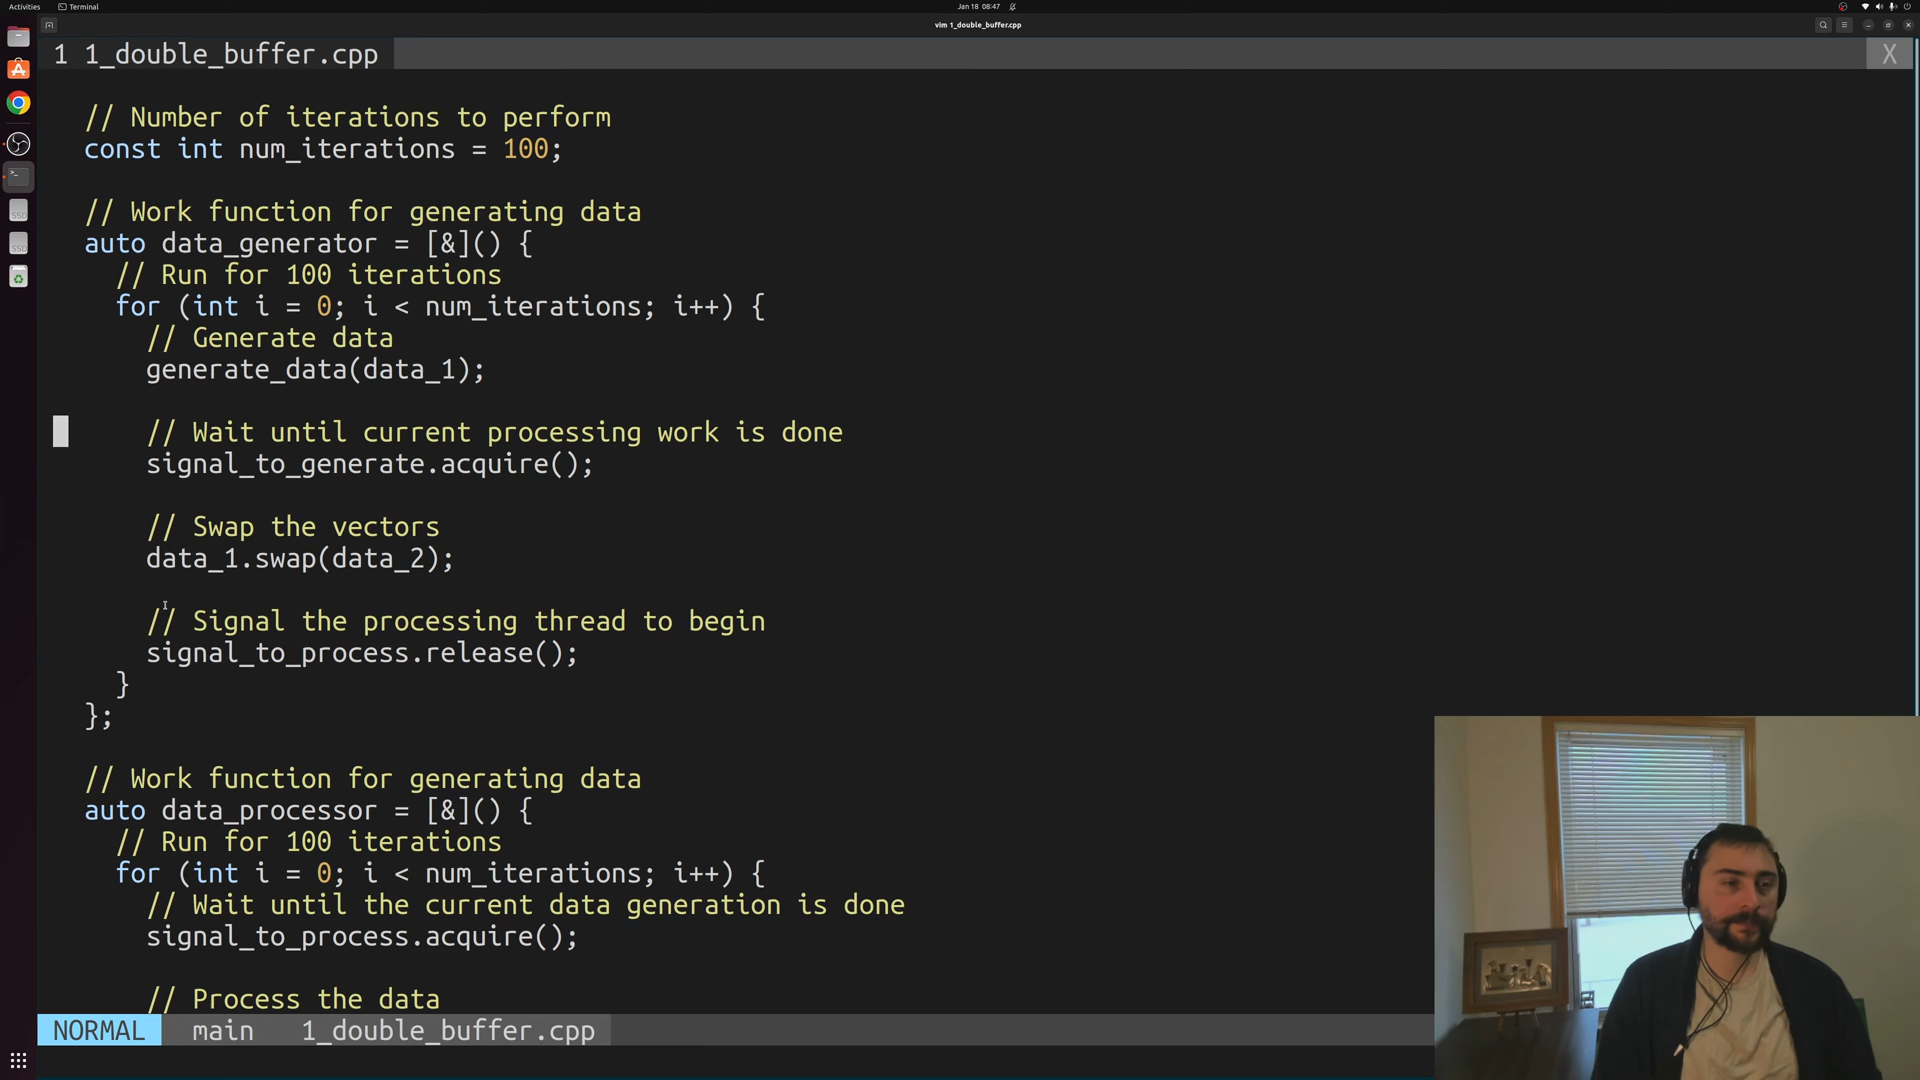 Activities
Terminal
Jan 18 08:47
vim 1_double_buffer.cpp
1 1_double_buffer.cpp
X
// Number of iterations to perform
const int num_iterations = 100;
// Work function for generating data
auto data_generator = [&]() {
// Run for 100 iterations
for (int i = 0; i < num_iterations; i++) {
// Generate data
generate_data(data_1);
// Wait until current processing work is done
signal_to_generate.acquire();
// Swap the vectors
data_1.swap(data_2);
// Signal the processing thread to begin
signal_to_process.release();
}
};
// Work function for generating data
auto data_processor = [&]() {
// Run for 100 iterations
for (int i = 0; i < num_iterations; i++) {
// Wait until the current data generation is done
signal_to_process.acquire();
// Process the data
NORMAL main 1_double_buffer.cpp